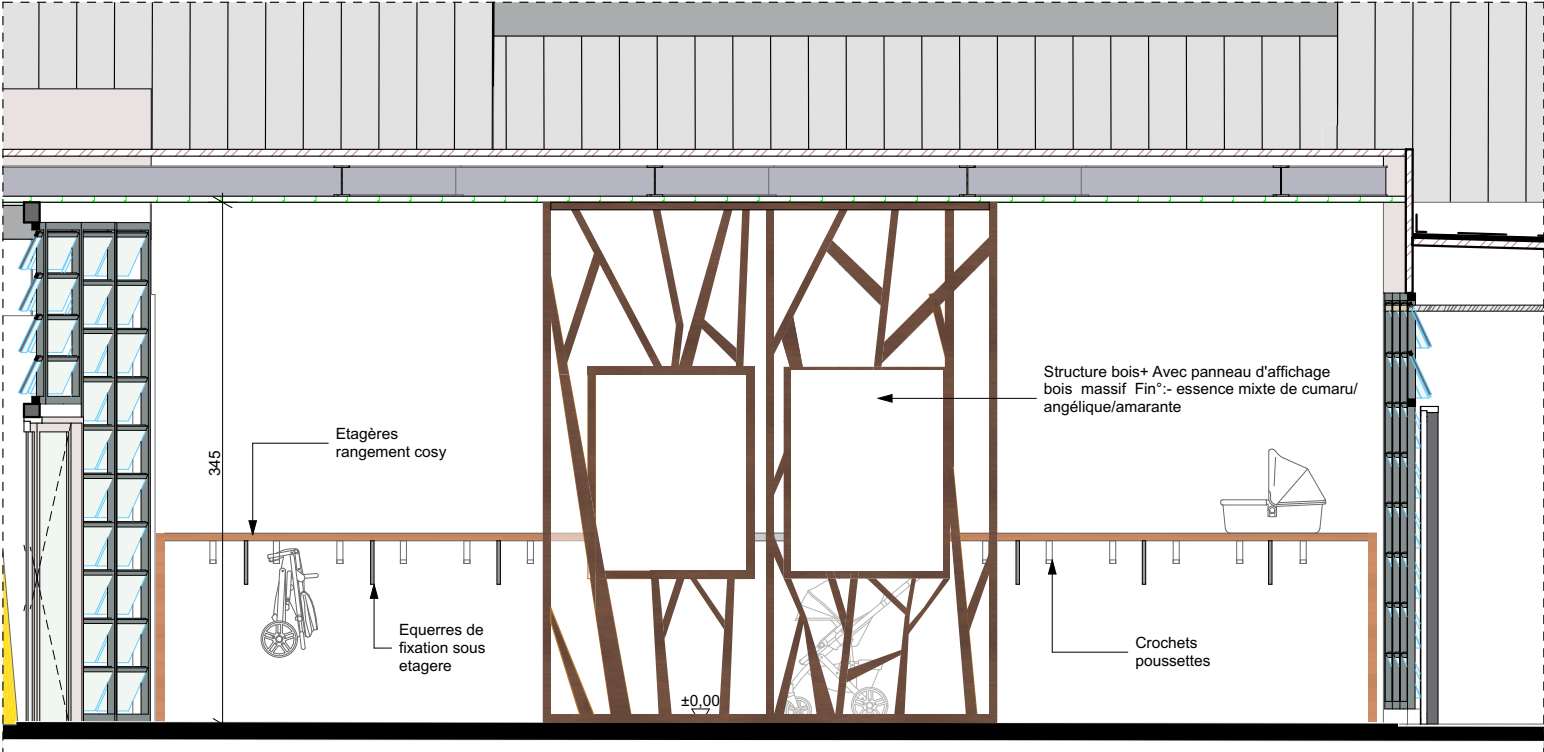 Structure bois+ Avec panneau d'affichage
bois massif Fin°:- essence mixte de cumaru/
angélique/amarante
Etagères
rangement cosy
345
Equerres de
fixation sous
etagere
Crochets
poussettes
±0,00